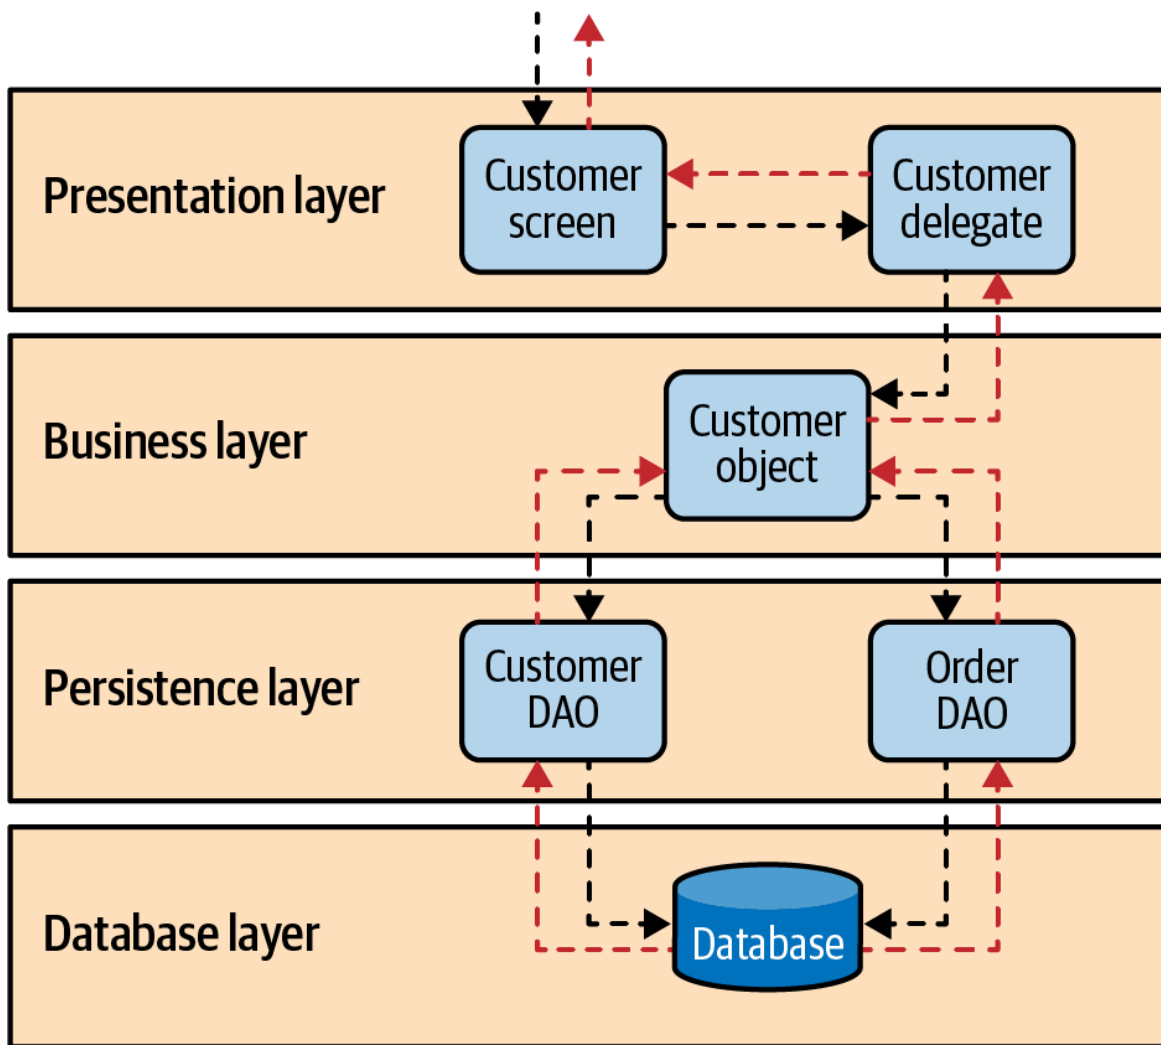 Presentation layer
Customer
screen
Customer
delegate
Business layer
Customer
object
Persistence layer
Customer
DAO
Order
DAO
Database layer
Database